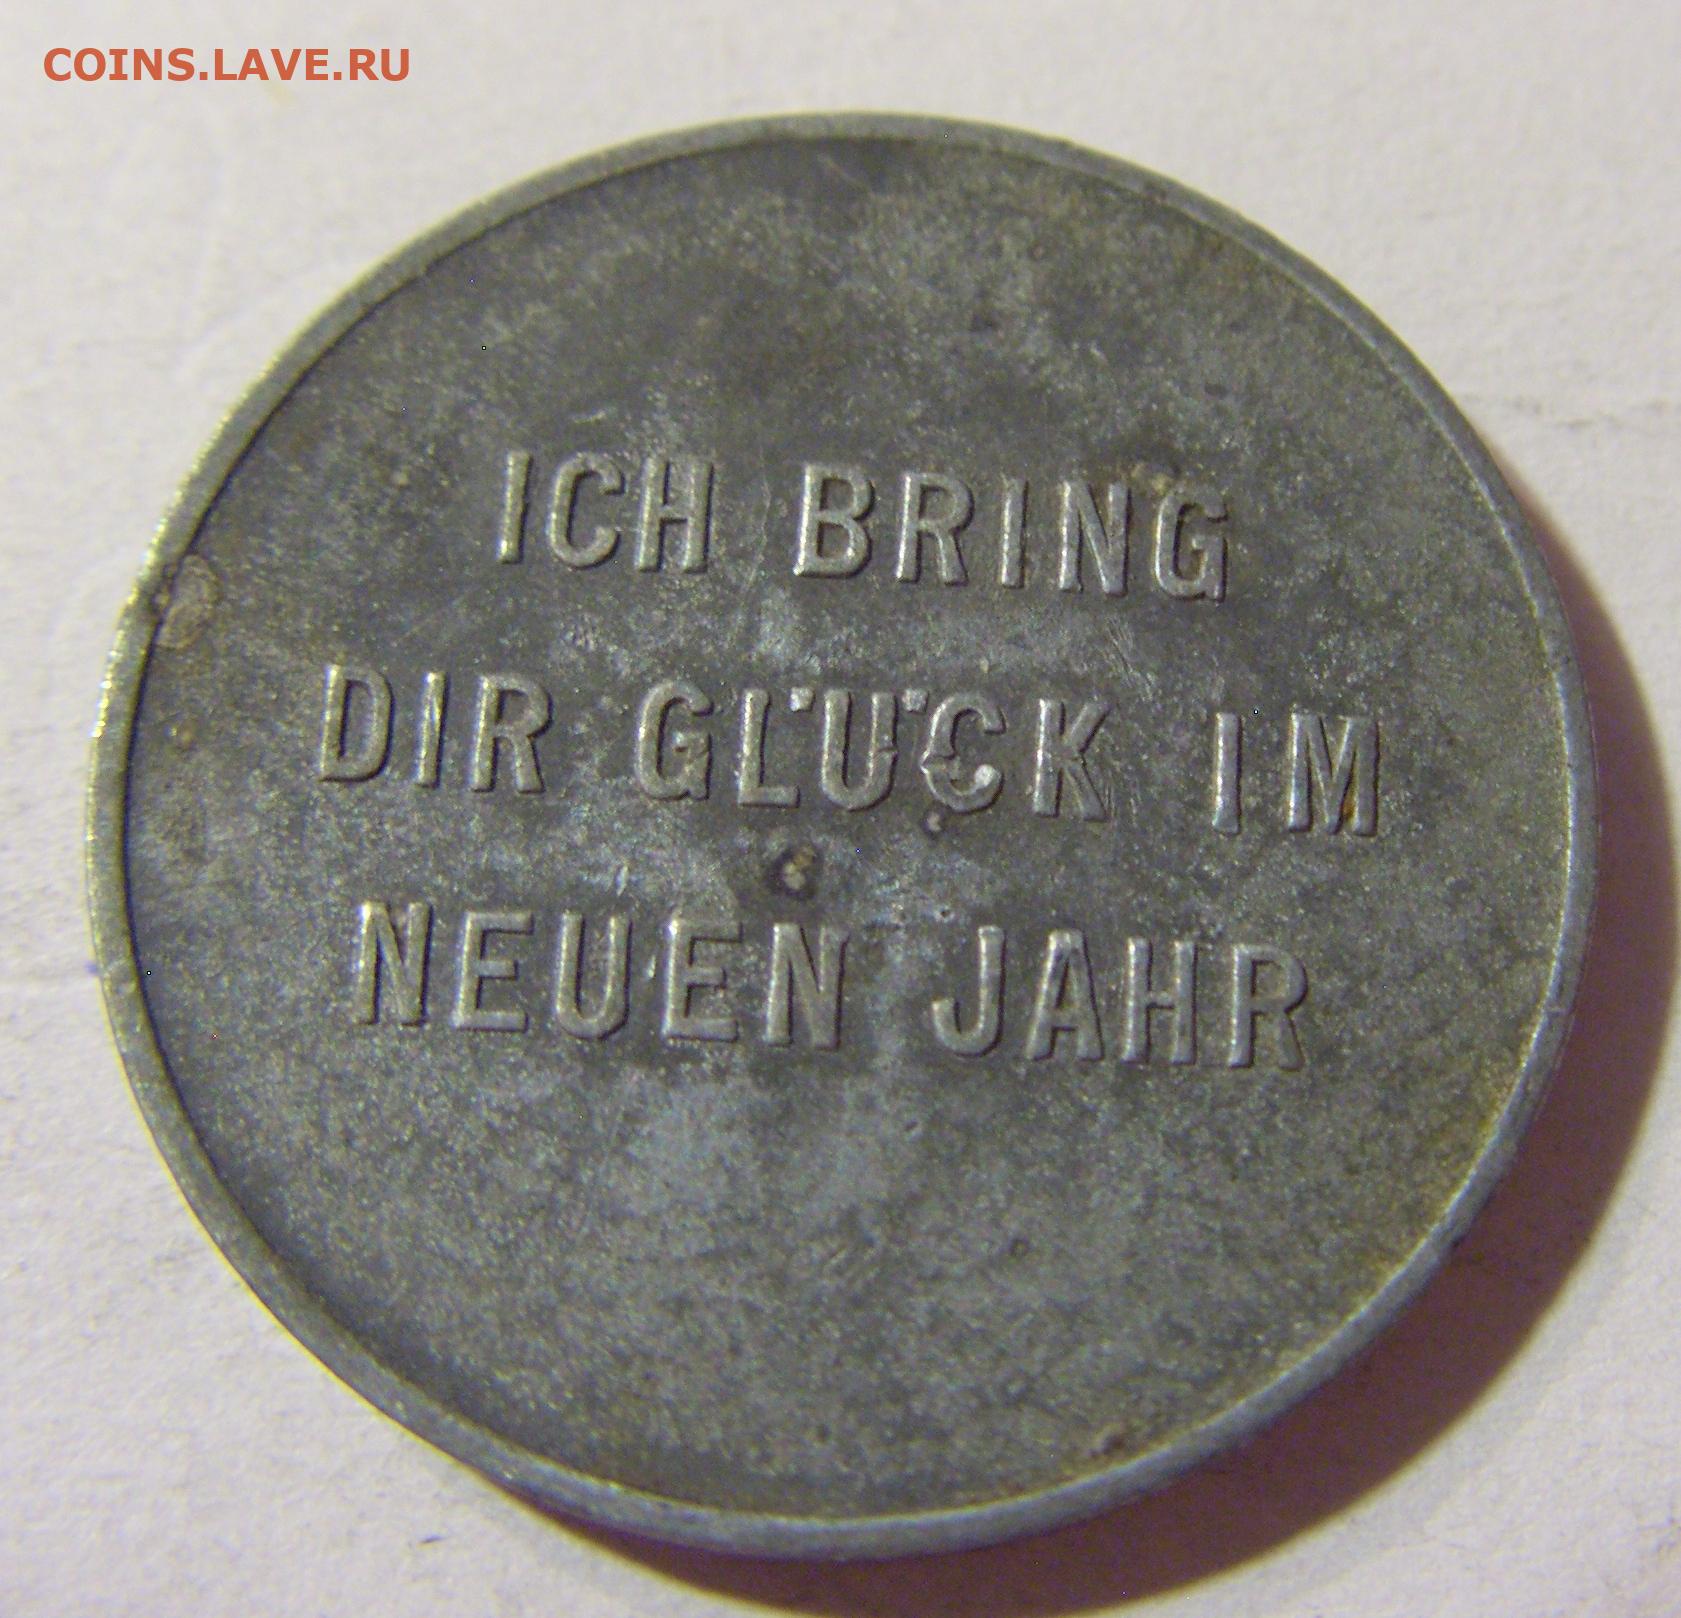 COINS.LAVE.RU
ICH BRING
DIR GLÜCK IM
NEUEN JAHR